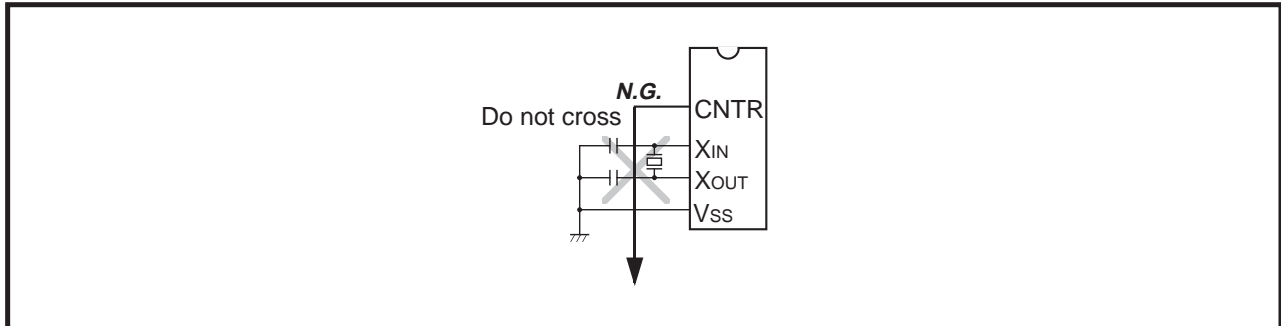 N.G.
Do not cross
CNTR
XIN
XOUT
VSS